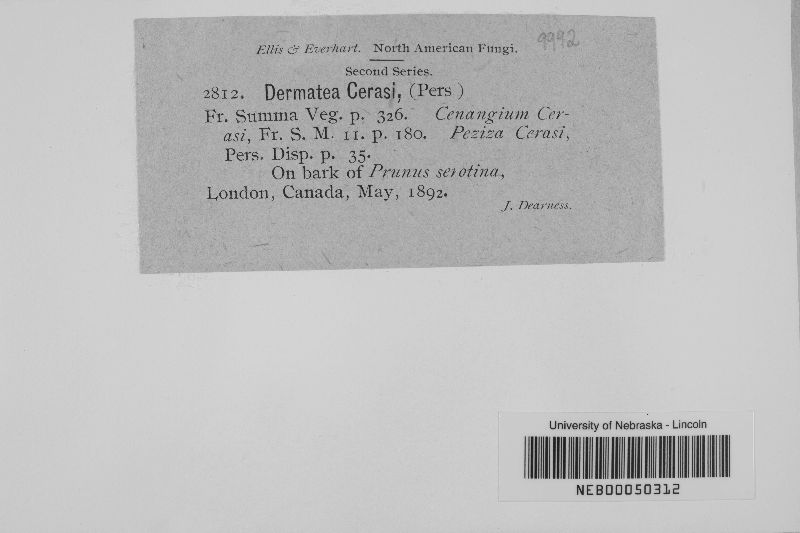 Ellis & Everhart. North American Fungi. 9992
Second Series.
2812. Dermatea Cerasi, (Pers )
Fr. Summa Veg. p. 326. Cenangium Cer-
asi, Fr. S. M. 11. p. 180. Peziza Cerasi,
Pers. Disp. p. 35.
On bark of Prunus serotina,
London, Canada, May, 1892.
J. Dearness.
University of Nebraska - Lincoln
NEB00050312